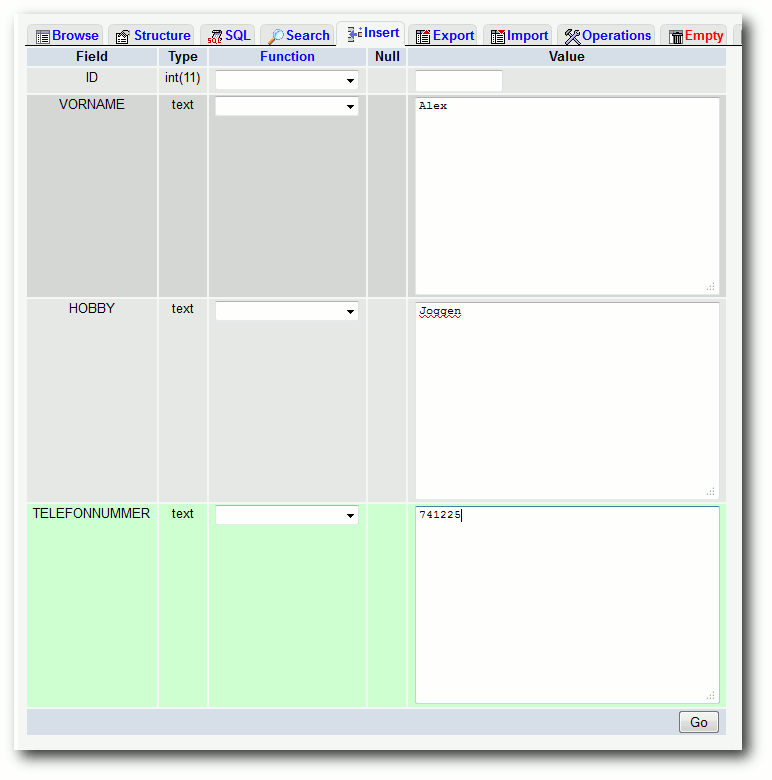 Browse Structure SQL Search Insert Export Import Operations Empty
Field Type Function Null Value
ID int(11)
VORNAME text Alex
HOBBY text Joggen
TELEFONNUMMER text 741225
Go